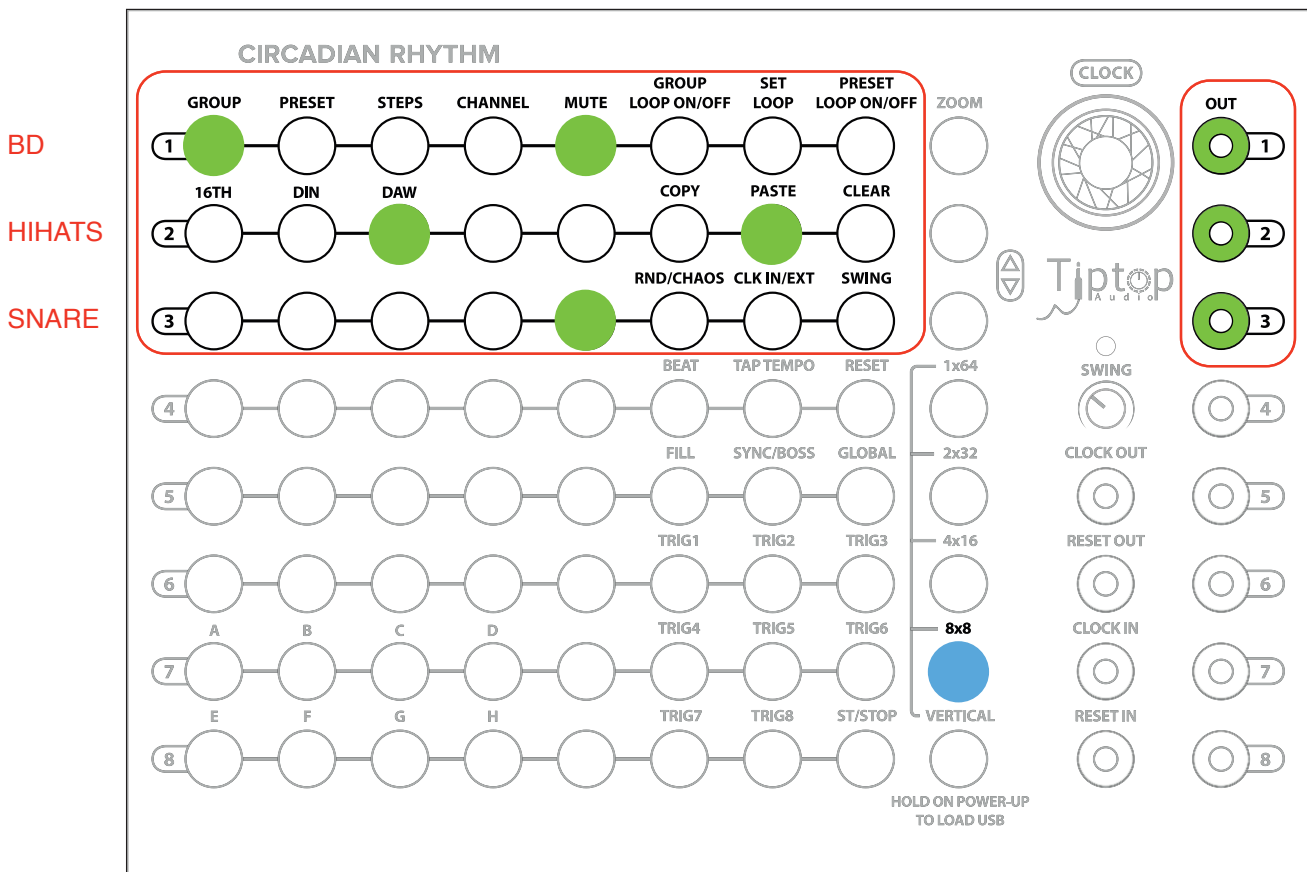 CIRCADIAN RHYTHM
CLOCK
GROUP PRESET STEPS CHANNEL MUTE GROUP LOOP ON/OFF SET LOOP PRESET LOOP ON/OFF ZOOM OUT
BD 1 1
16TH DIN DAW COPY PASTE CLEAR
HIHATS 2 2
RND/CHAOS CLK IN/EXT SWING Tiptop Audio
SNARE 3 3
BEAT TAP TEMPO RESET 1x64 SWING
4 4
FILL SYNC/BOSS GLOBAL 2x32 CLOCK OUT
5 5
TRIG1 TRIG2 TRIG3 4x16 RESET OUT
6 6
A B C D TRIG4 TRIG5 TRIG6 8x8 CLOCK IN
7 7
E F G H TRIG7 TRIG8 ST/STOP VERTICAL RESET IN
8 8
HOLD ON POWER-UP
TO LOAD USB